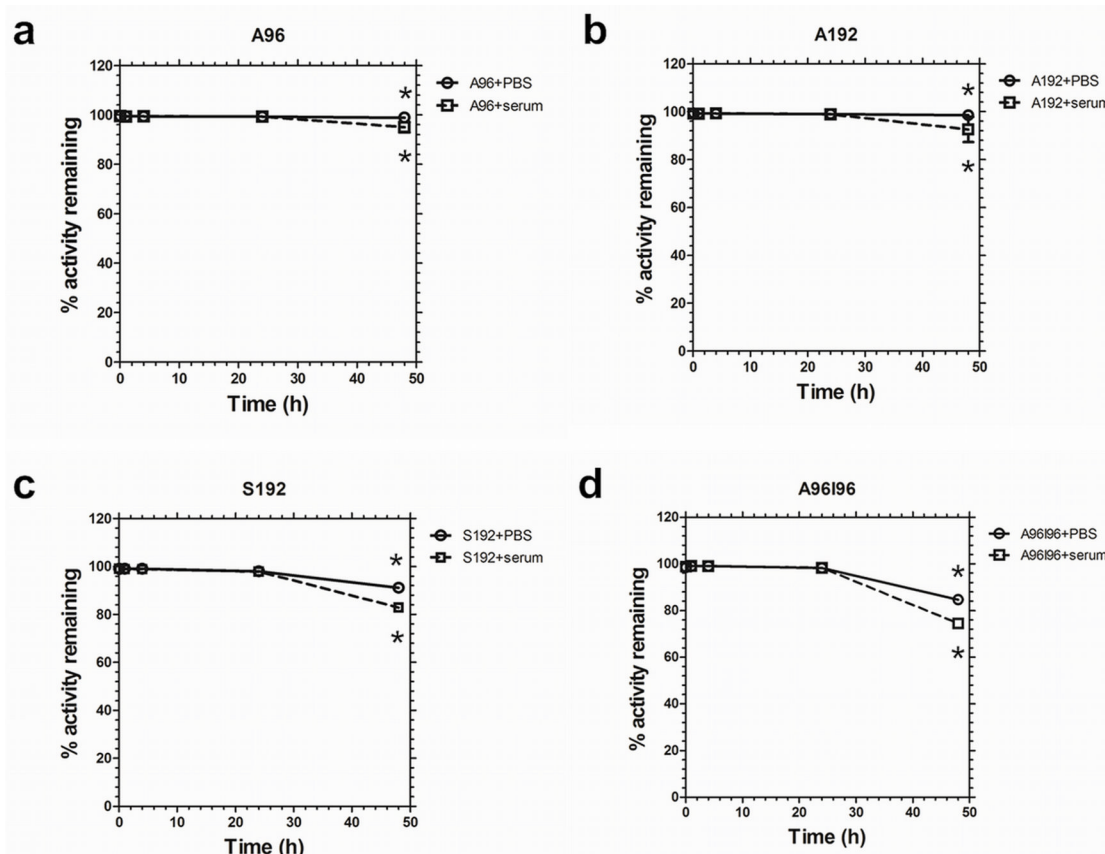 a
A96
120
100
80
60
40
20
0
% activity remaining
0 10 20 30 40 50
Time (h)
A96+PBS
A96+serum
*
*
b
A192
120
100
80
60
40
20
0
% activity remaining
0 10 20 30 40 50
Time (h)
A192+PBS
A192+serum
*
*
c
S192
120
100
80
60
40
20
0
% activity remaining
0 10 20 30 40 50
Time (h)
S192+PBS
S192+serum
*
*
d
A96I96
120
100
80
60
40
20
0
% activity remaining
0 10 20 30 40 50
Time (h)
A96I96+PBS
A96I96+serum
*
*